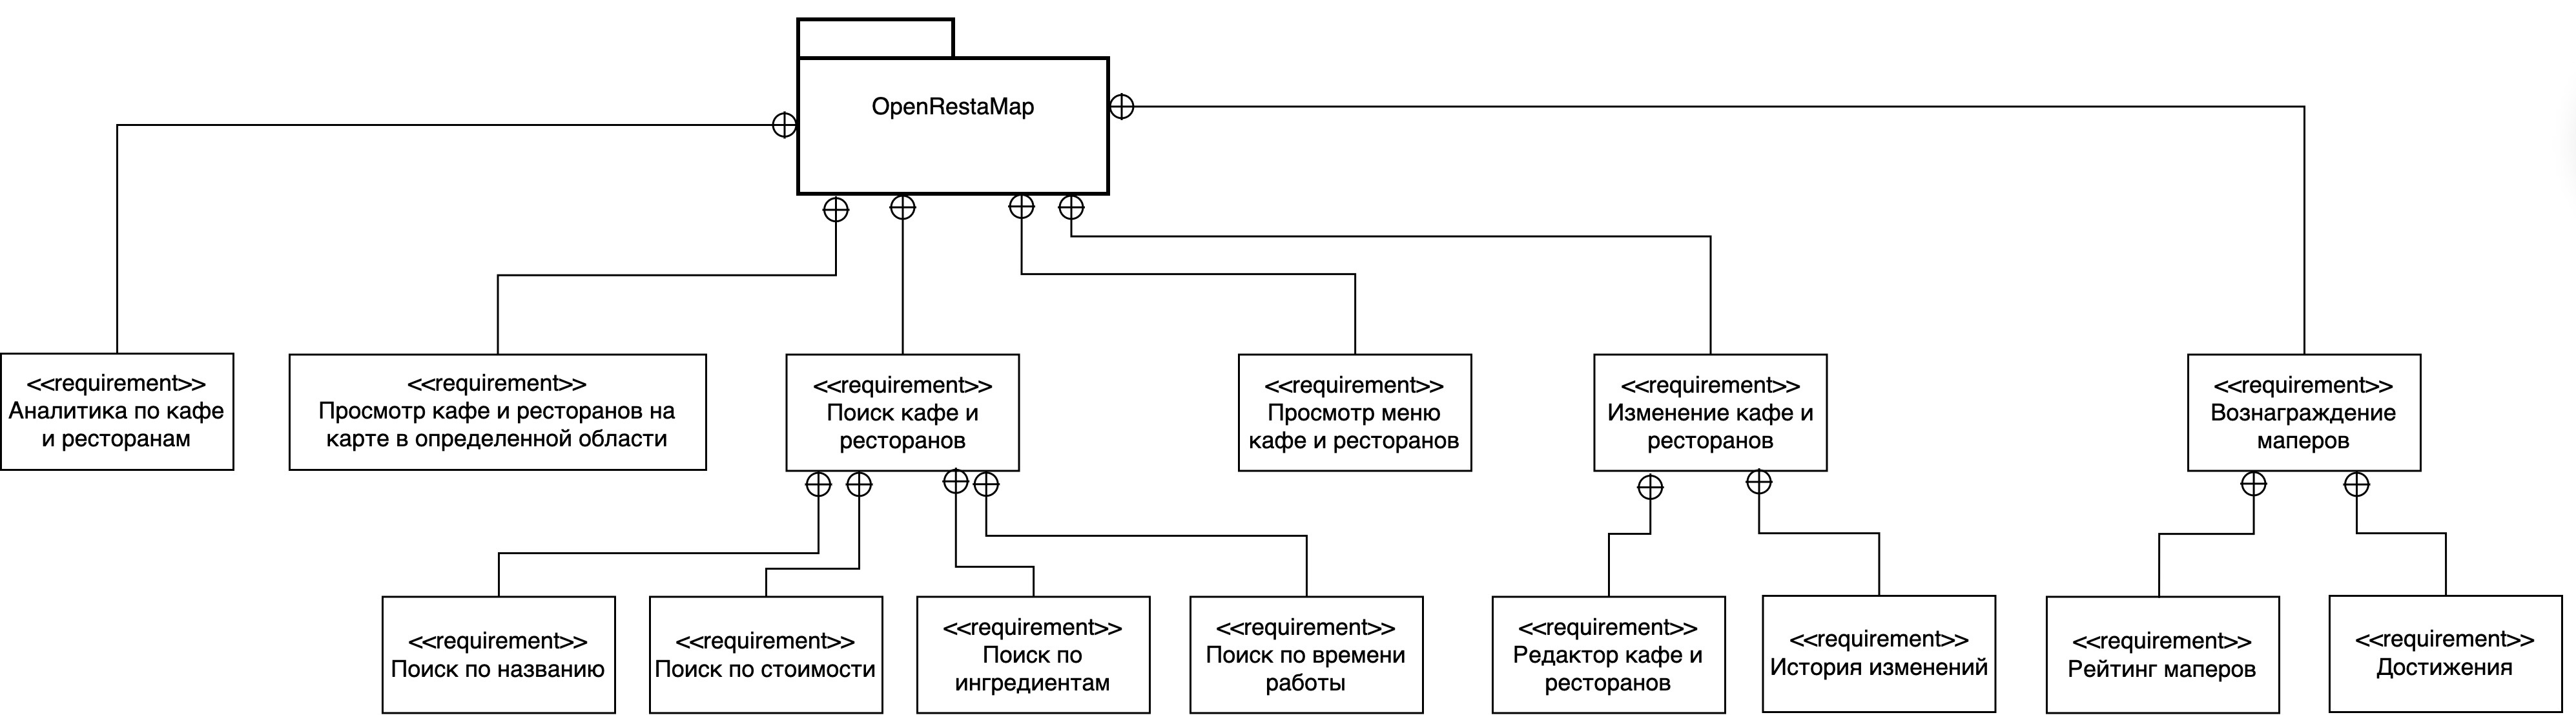 OpenRestaMap
<<requirement>>
Аналитика по кафе
и ресторанам
<<requirement>>
Просмотр кафе и ресторанов на
карте в определенной области
<<requirement>>
Поиск кафе и
ресторанов
<<requirement>>
Просмотр меню
кафе и ресторанов
<<requirement>>
Изменение кафе и
ресторанов
<<requirement>>
Вознаграждение
маперов
<<requirement>>
Поиск по названию
<<requirement>>
Поиск по стоимости
<<requirement>>
Поиск по
ингредиентам
<<requirement>>
Поиск по времени
работы
<<requirement>>
Редактор кафе и
ресторанов
<<requirement>>
История изменений
<<requirement>>
Рейтинг маперов
<<requirement>>
Достижения